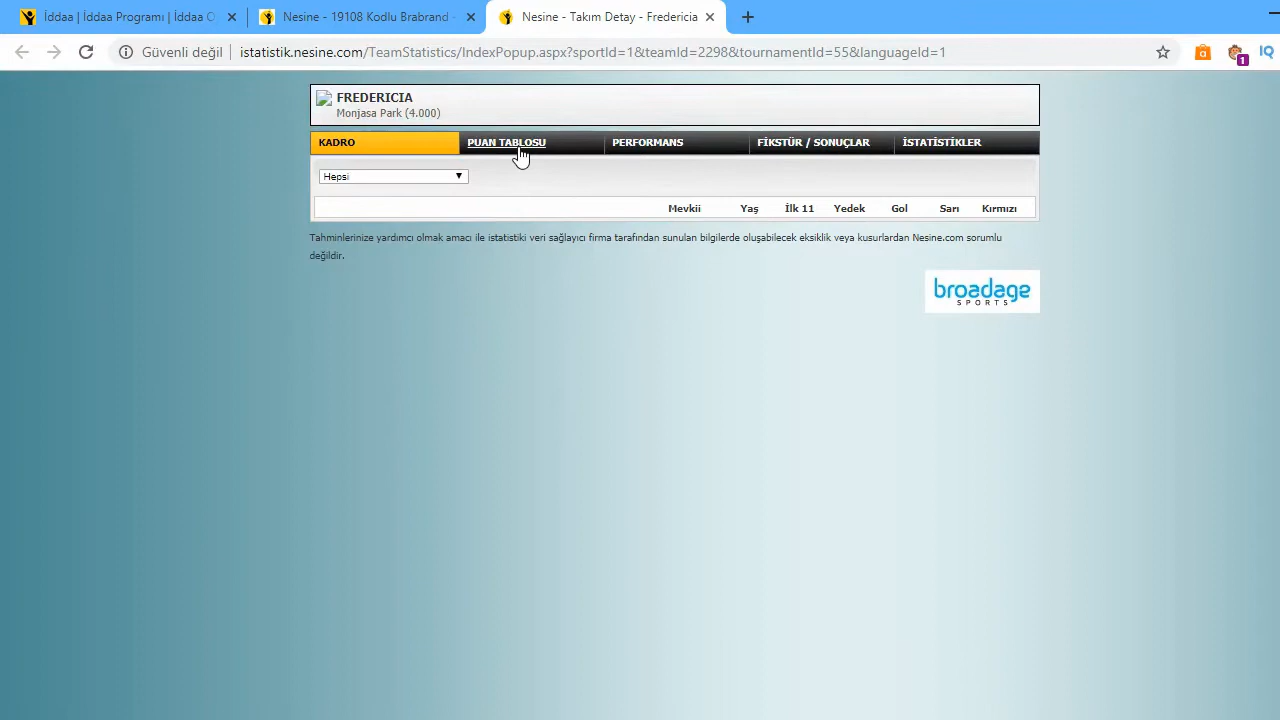 İddaa | İddaa Programı | İddaa O
Nesine - 19108 Kodlu Brabrand -
Nesine - Takım Detay - Fredericia
Güvenli değil
istatistik.nesine.com/TeamStatistics/IndexPopup.aspx?sportId=1&teamId=2298&tournamentId=55&languageId=1
a
1
IQ
FREDERICIA
Monjasa Park (4.000)
KADRO PUAN TABLOSU PERFORMANS FİKSTÜR / SONUÇLAR İSTATİSTİKLER
Hepsi
Mevkii Yaş İlk 11 Yedek Gol Sarı Kırmızı
Tahminlerinize yardımcı olmak amacı ile istatistiki veri sağlayıcı firma tarafından sunulan bilgilerde oluşabilecek eksiklik veya kusurlardan Nesine.com sorumlu
değildir.
broadage
SPORTS